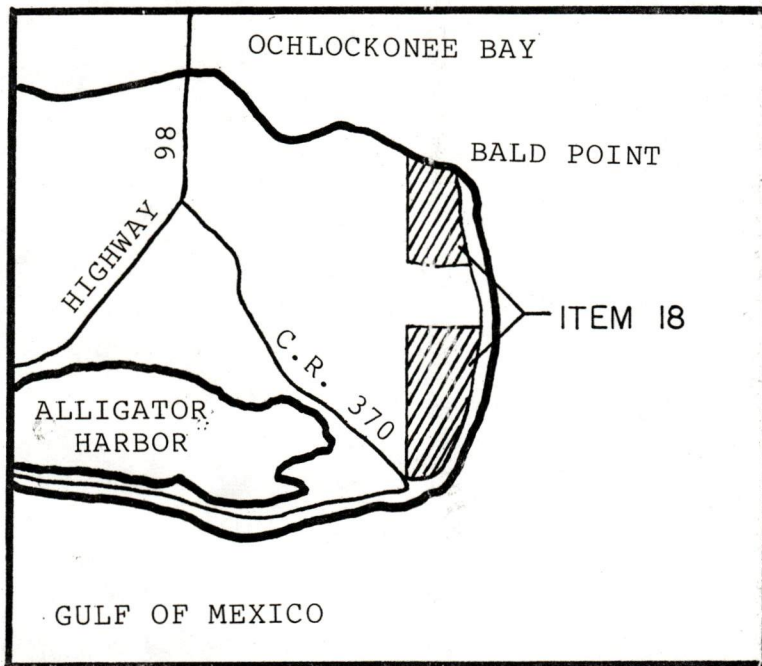 OCHLOCKONEE BAY
98
BALD POINT
HIGHWAY
ITEM 18
C.R. 370
ALLIGATOR
HARBOR
GULF OF MEXICO